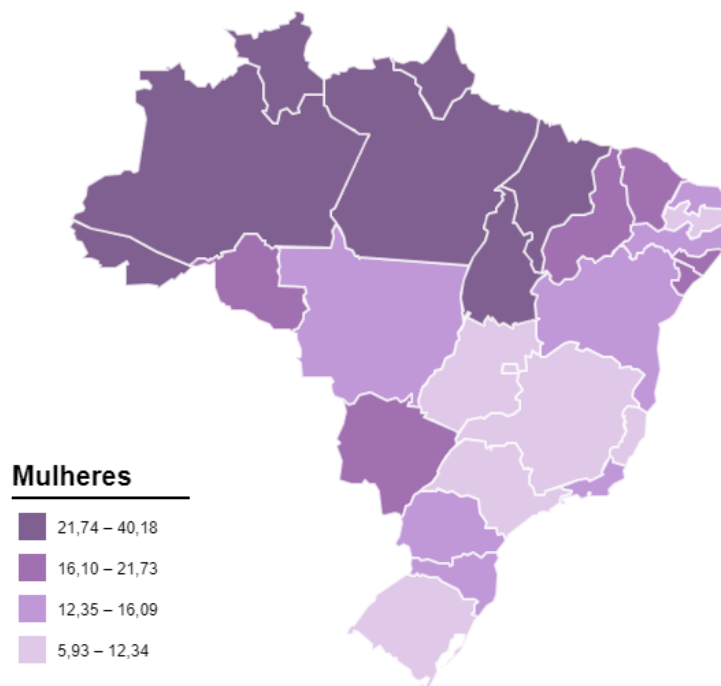 Mulheres
21,74 – 40,18
16,10 – 21,73
12,35 – 16,09
5,93 – 12,34